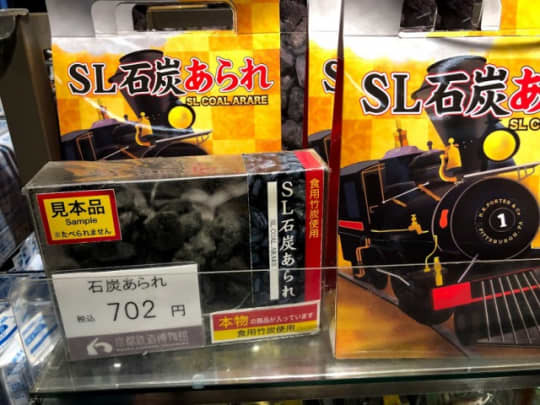 SL石炭あられ
SL COAL ARARE
SL石炭あられ
SL C
見本品
Sample
※たべられません
食用竹炭使用
SL石炭あられ
SL COAL ARARE
石炭あられ
税込 702 円
京都鉄道博物館
本物の商品が入っています
食用竹炭使用
H.K.PORTER & Co
1
PITTSBURGH.PA